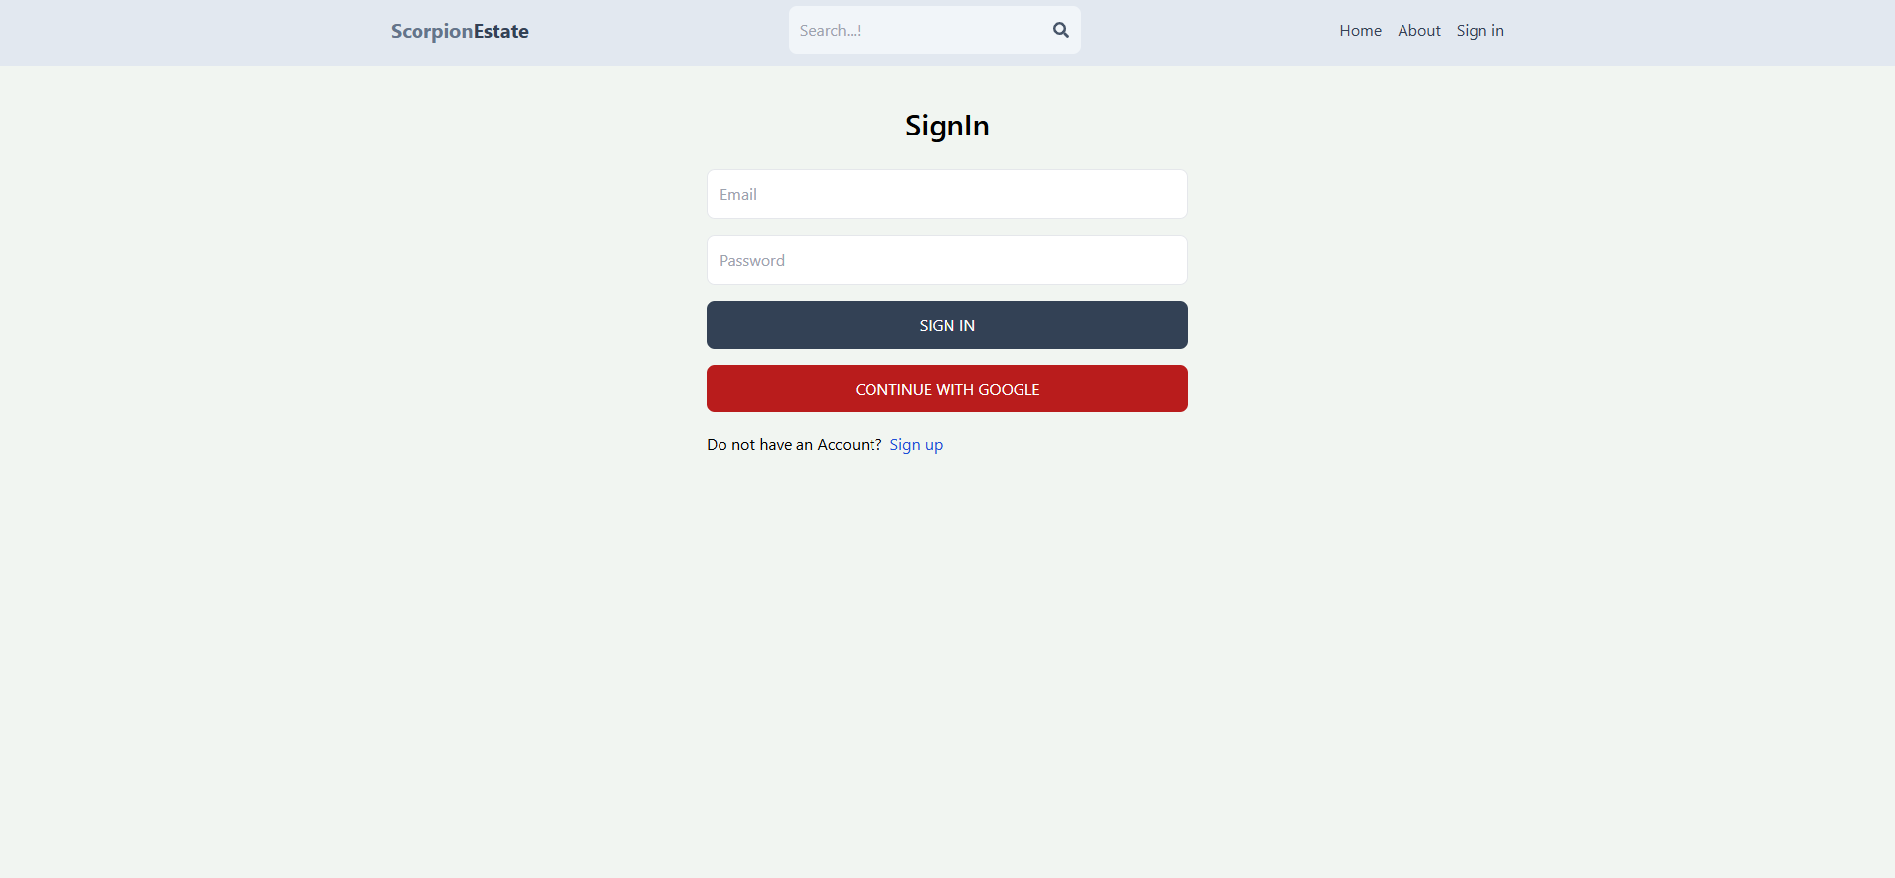 ScorpionEstate
Search...!
Home About Sign in
SignIn
Email
Password
SIGN IN
CONTINUE WITH GOOGLE
Do not have an Account? Sign up